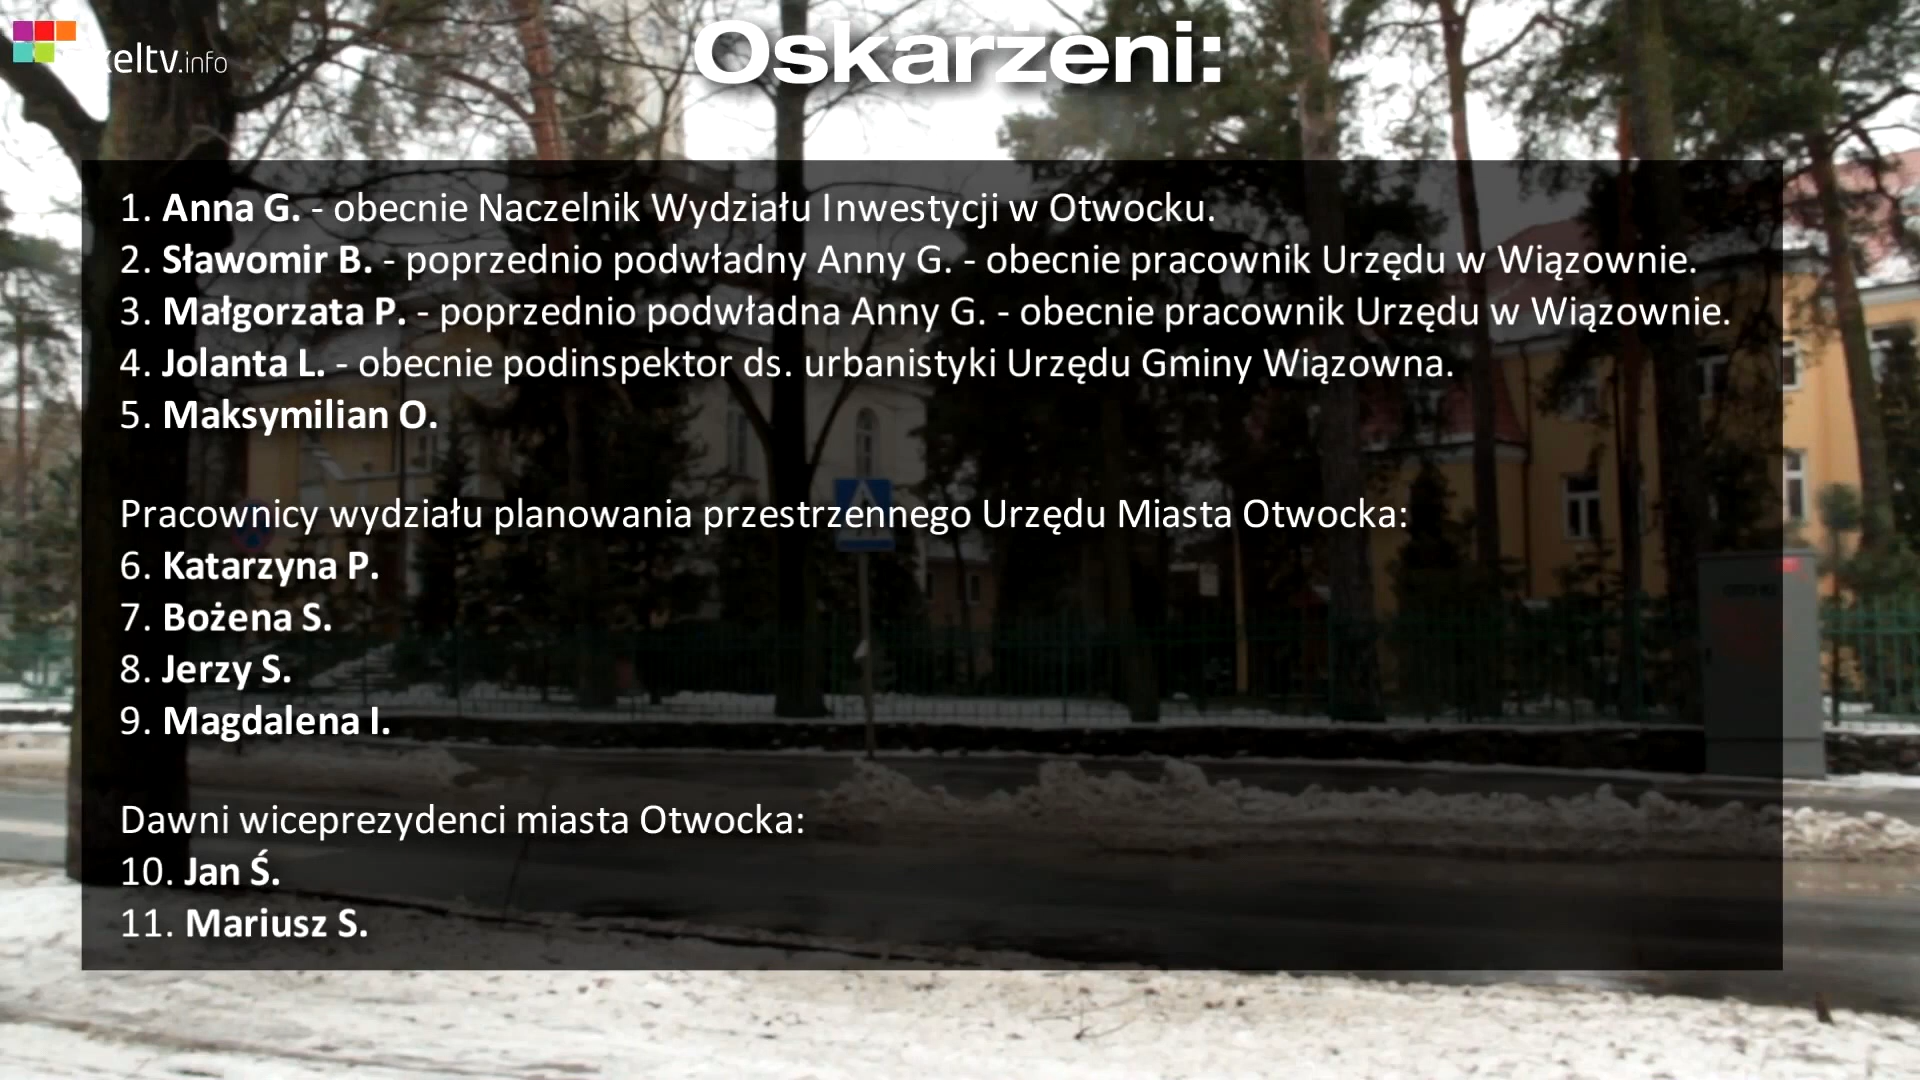 keltv.info
Oskarżeni:
1. Anna G. - obecnie Naczelnik Wydziału Inwestycji w Otwocku.
2. Sławomir B. - poprzednio podwładny Anny G. - obecnie pracownik Urzędu w Wiązownie.
3. Małgorzata P. - poprzednio podwładna Anny G. - obecnie pracownik Urzędu w Wiązownie.
4. Jolanta L. - obecnie podinspektor ds. urbanistyki Urzędu Gminy Wiązowna.
5. Maksymilian O.
Pracownicy wydziału planowania przestrzennego Urzędu Miasta Otwocka:
6. Katarzyna P.
7. Bożena S.
8. Jerzy S.
9. Magdalena I.
Dawni wiceprezydenci miasta Otwocka:
10. Jan Ś.
11. Mariusz S.